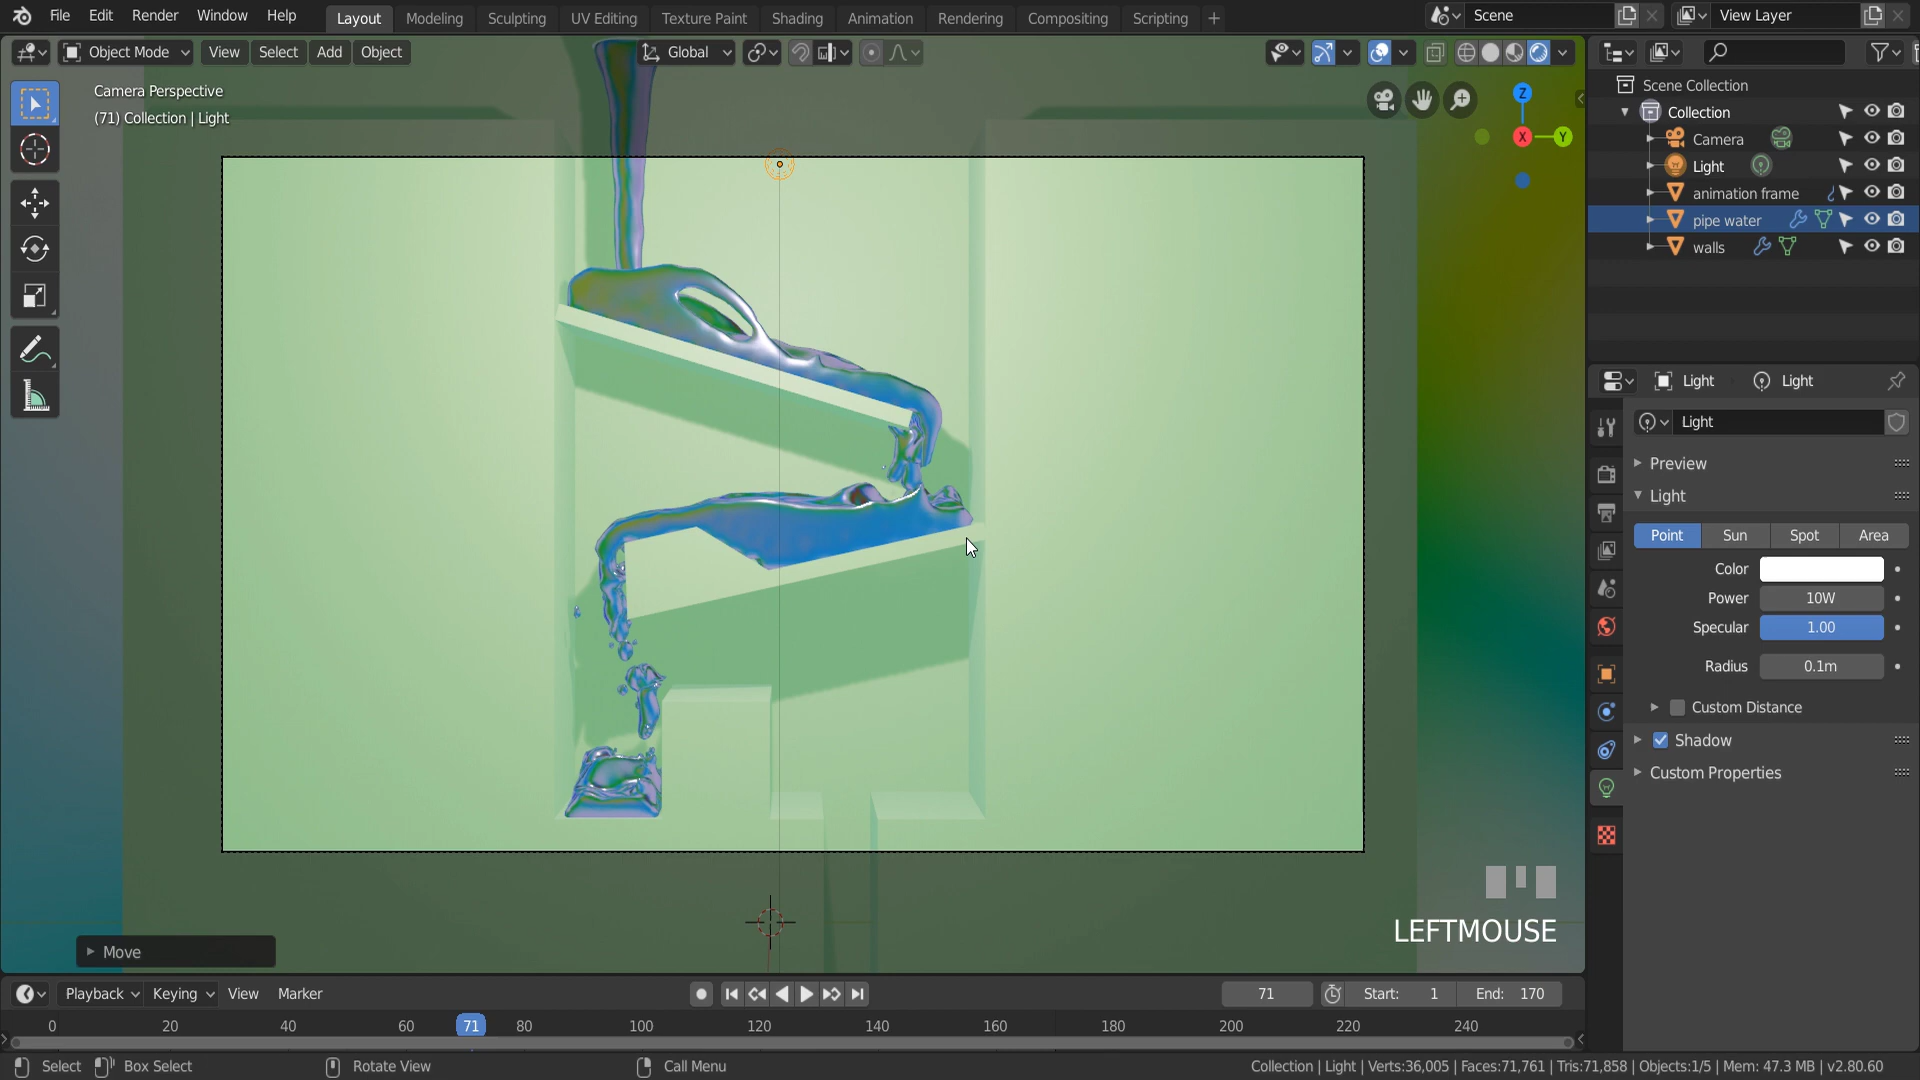 File Edit Render Window Help Layout Modeling Sculpting UV Editing Texture Paint Shading Animation Rendering Compositing Scripting + Scene View Layer
Object Mode View Select Add Object Global
Camera Perspective
(71) Collection | Light
Z
X
Y
Scene Collection
Collection
Camera
Light
animation frame
pipe water
walls
Light Light
Light
Preview
Light
Point Sun Spot Area
Color
Power 10W
Specular 1.00
Radius 0.1m
Custom Distance
Shadow
Custom Properties
LEFTMOUSE
Move
Playback Keying View Marker 71 Start: 1 End: 170
0 20 40 60 71 80 100 120 140 160 180 200 220 240
Select Box Select Rotate View Call Menu Collection | Light | Verts:36,005 | Faces:71,761 | Tris:71,858 | Objects:1/5 | Mem: 47.3 MB | v2.80.60